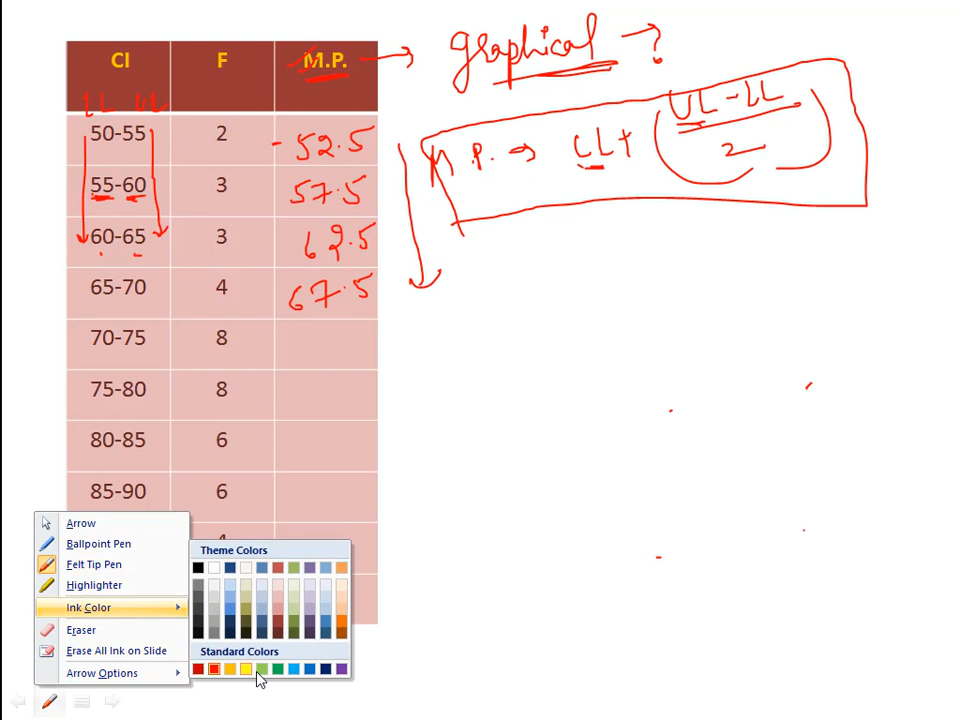 CI F M.P. → graphical → ?
LL UL
50-55 2 - 52.5
M.P. → LL + (UL - LL / 2)
55-60 3 57.5
60-65 3 62.5
65-70 4 67.5
70-75 8
75-80 8
80-85 6
85-90 6
Arrow
Ballpoint Pen
Felt Tip Pen
Highlighter
Ink Color
Eraser
Erase All Ink on Slide
Arrow Options
Theme Colors
Standard Colors